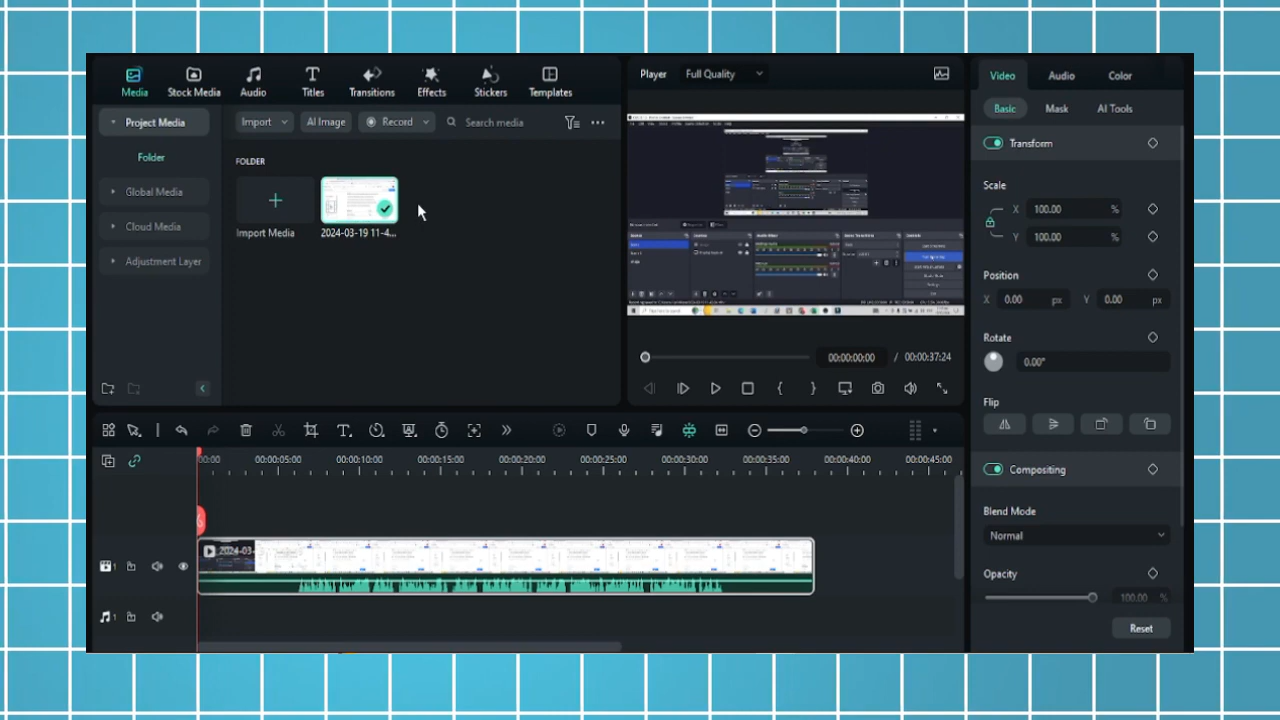 Media Stock Media Audio Titles Transitions Effects Stickers Templates
Project Media
Folder
Global Media
Cloud Media
Adjustment Layer
Import AI Image Record Search media
FOLDER
Import Media 2024-03-19 11-4...
Player Full Quality
00:00:00:00 / 00:00:37:24
Video Audio Color
Basic Mask AI Tools
Transform
Scale
X 100.00 %
Y 100.00 %
Position
X 0.00 px Y 0.00 px
Rotate
0.00°
Flip
Compositing
Blend Mode
Normal
Opacity
100.00 %
Reset
00:00 00:00:05:00 00:00:10:00 00:00:15:00 00:00:20:00 00:00:25:00 00:00:30:00 00:00:35:00 00:00:40:00 00:00:45:00
2024-03-
1
1